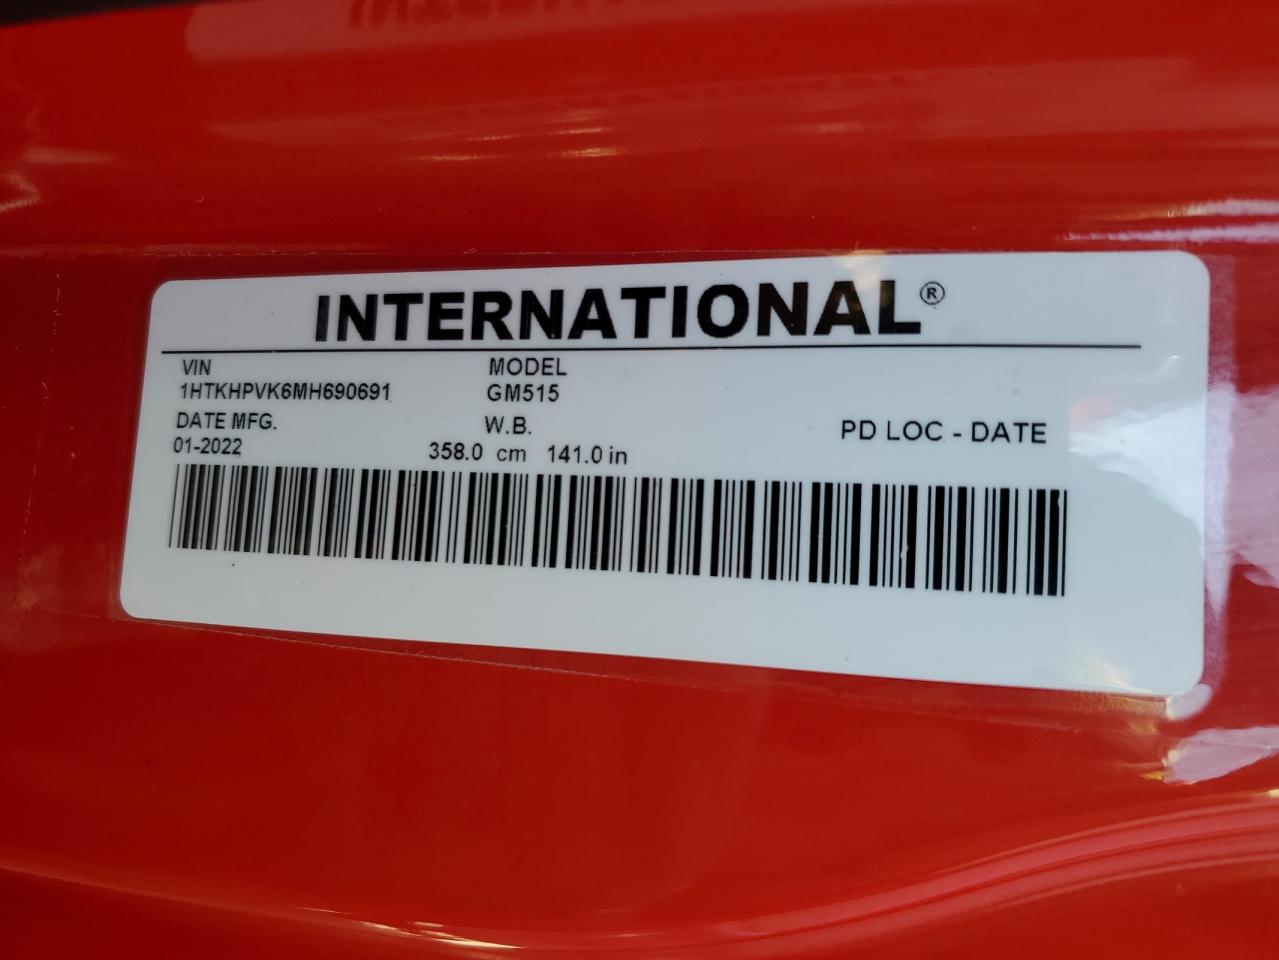 INTERNATIONAL®
VIN MODEL
1HTKHPVK6MH690691 GM515
DATE MFG. W.B. PD LOC - DATE
01-2022 358.0 cm 141.0 in